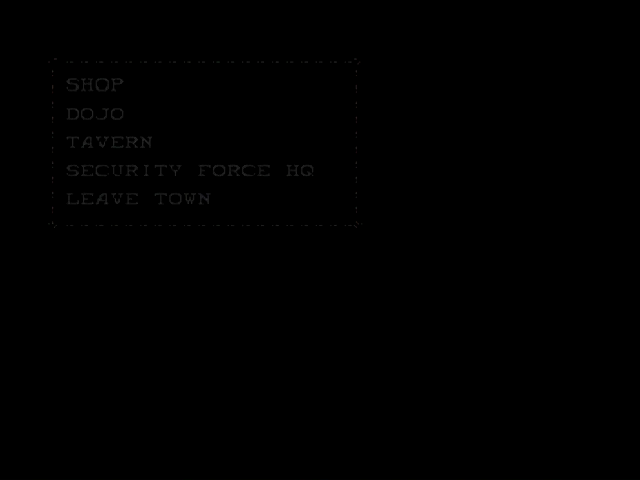 SHOP
DOJO
TAVERN
SECURITY FORCE HQ
LEAVE TOWN